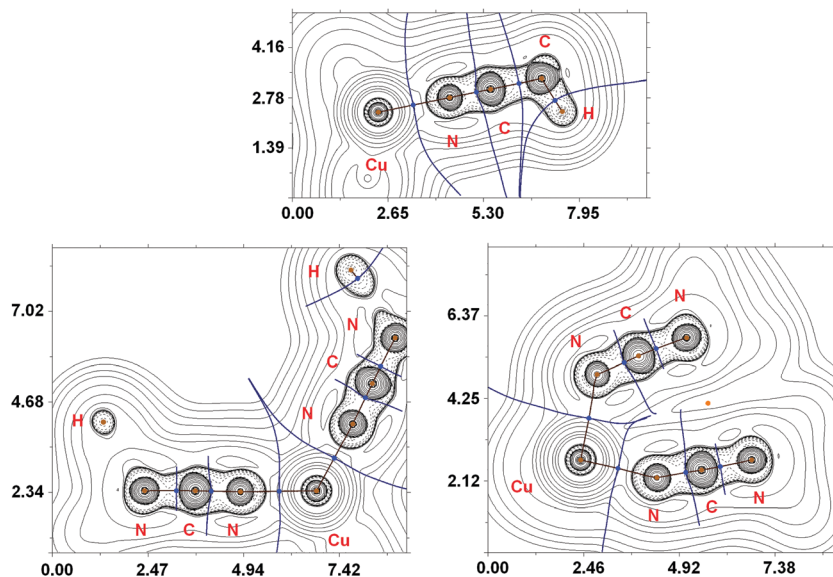 C
4.16
2.78
H
N
C
1.39
Cu
0.00 2.65 5.30 7.95
H
7.02
N
C
4.68
H
N
2.34
N C N
Cu
0.00 2.47 4.94 7.42
N
6.37
C
N
4.25
2.12
Cu
N C N
0.00 2.46 4.92 7.38